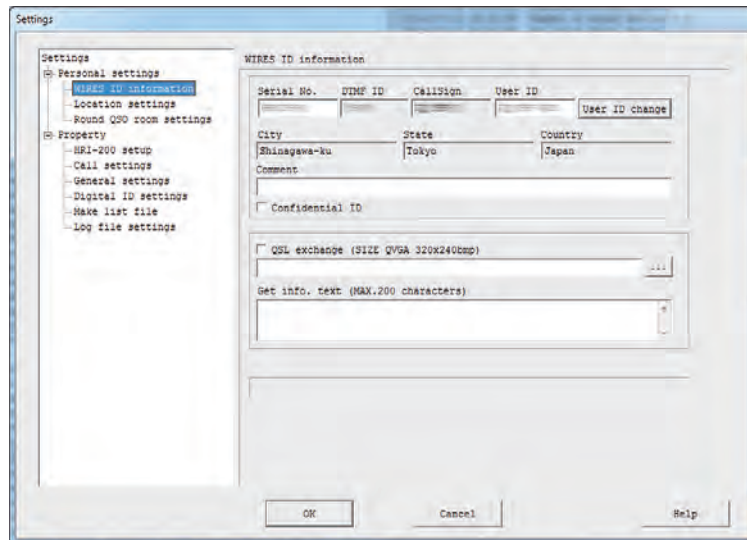 Settings
Settings
Personal settings
WIRES ID information
Location settings
Round QSO room settings
Property
HRI-200 setup
Call settings
General settings
Digital ID settings
Make list file
Log file settings
WIRES ID information
Serial No. DTMF ID CallSign User ID
User ID change
City State Country
Shinagawa-ku Tokyo Japan
Comment
Confidential ID
QSL exchange (SIZE QVGA 320x240bmp)
...
Get info. text (MAX.200 characters)
OK Cancel Help